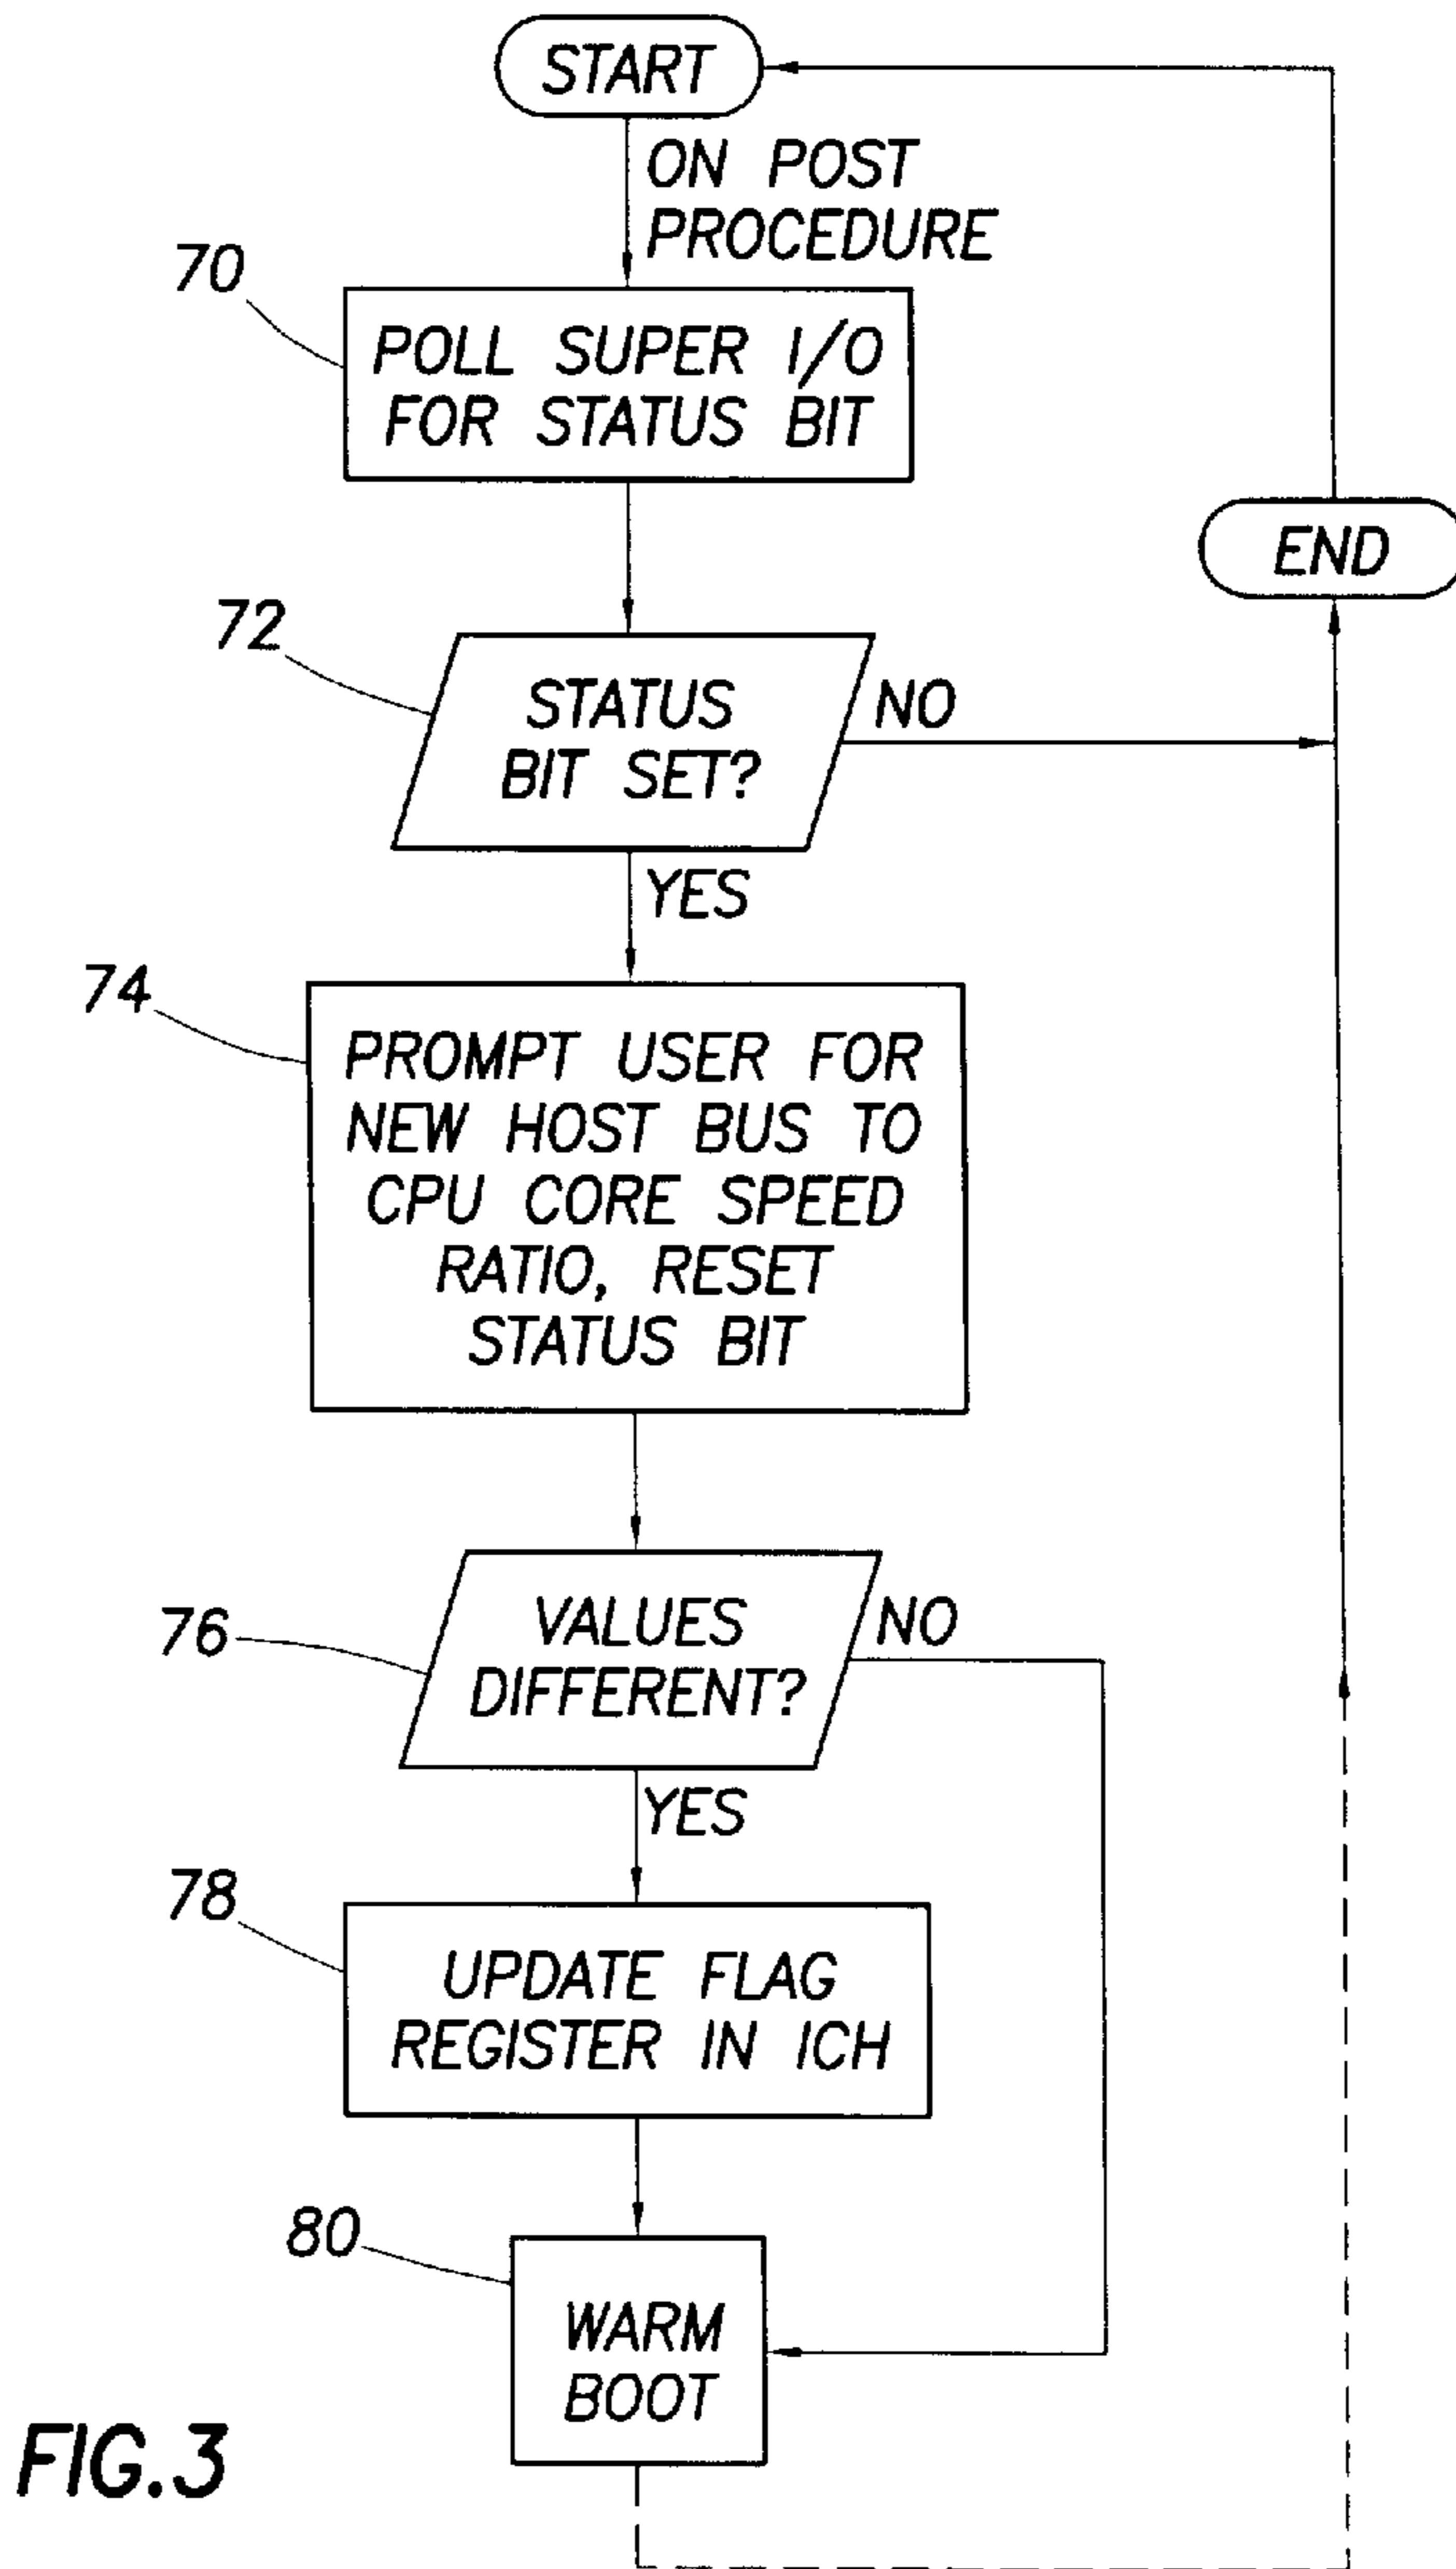 START
ON POST
PROCEDURE
70
POLL SUPER I/O
FOR STATUS BIT
END
72
STATUS
BIT SET?
NO
YES
74
PROMPT USER FOR
NEW HOST BUS TO
CPU CORE SPEED
RATIO, RESET
STATUS BIT
76
VALUES
DIFFERENT?
NO
YES
78
UPDATE FLAG
REGISTER IN ICH
80
WARM
BOOT
FIG.3